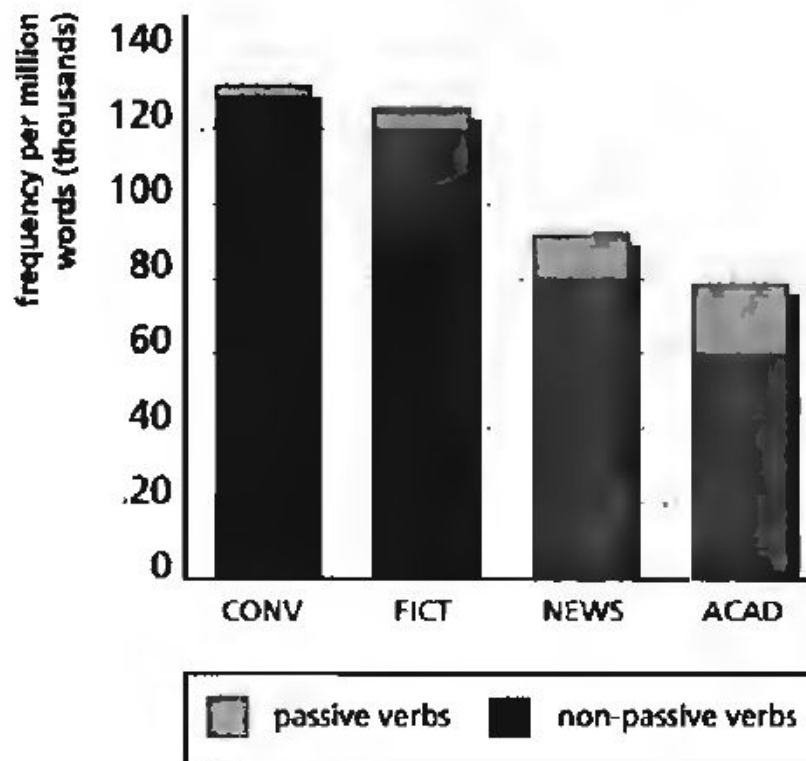 frequency per million
words (thousands)
140
120
100
80
60
40
20
0
CONV
FICT
NEWS
ACAD
passive verbs
non-passive verbs